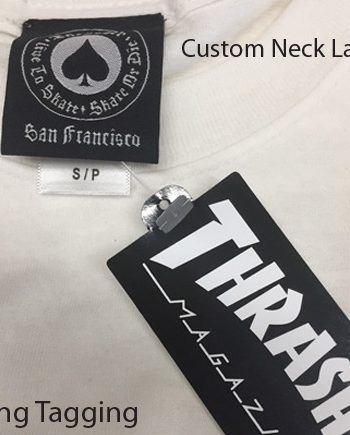 Custom Neck La
Live To Skate • Skate Or Die
San Francisco
S/P
THRASH
MAGAZ
ng Tagging